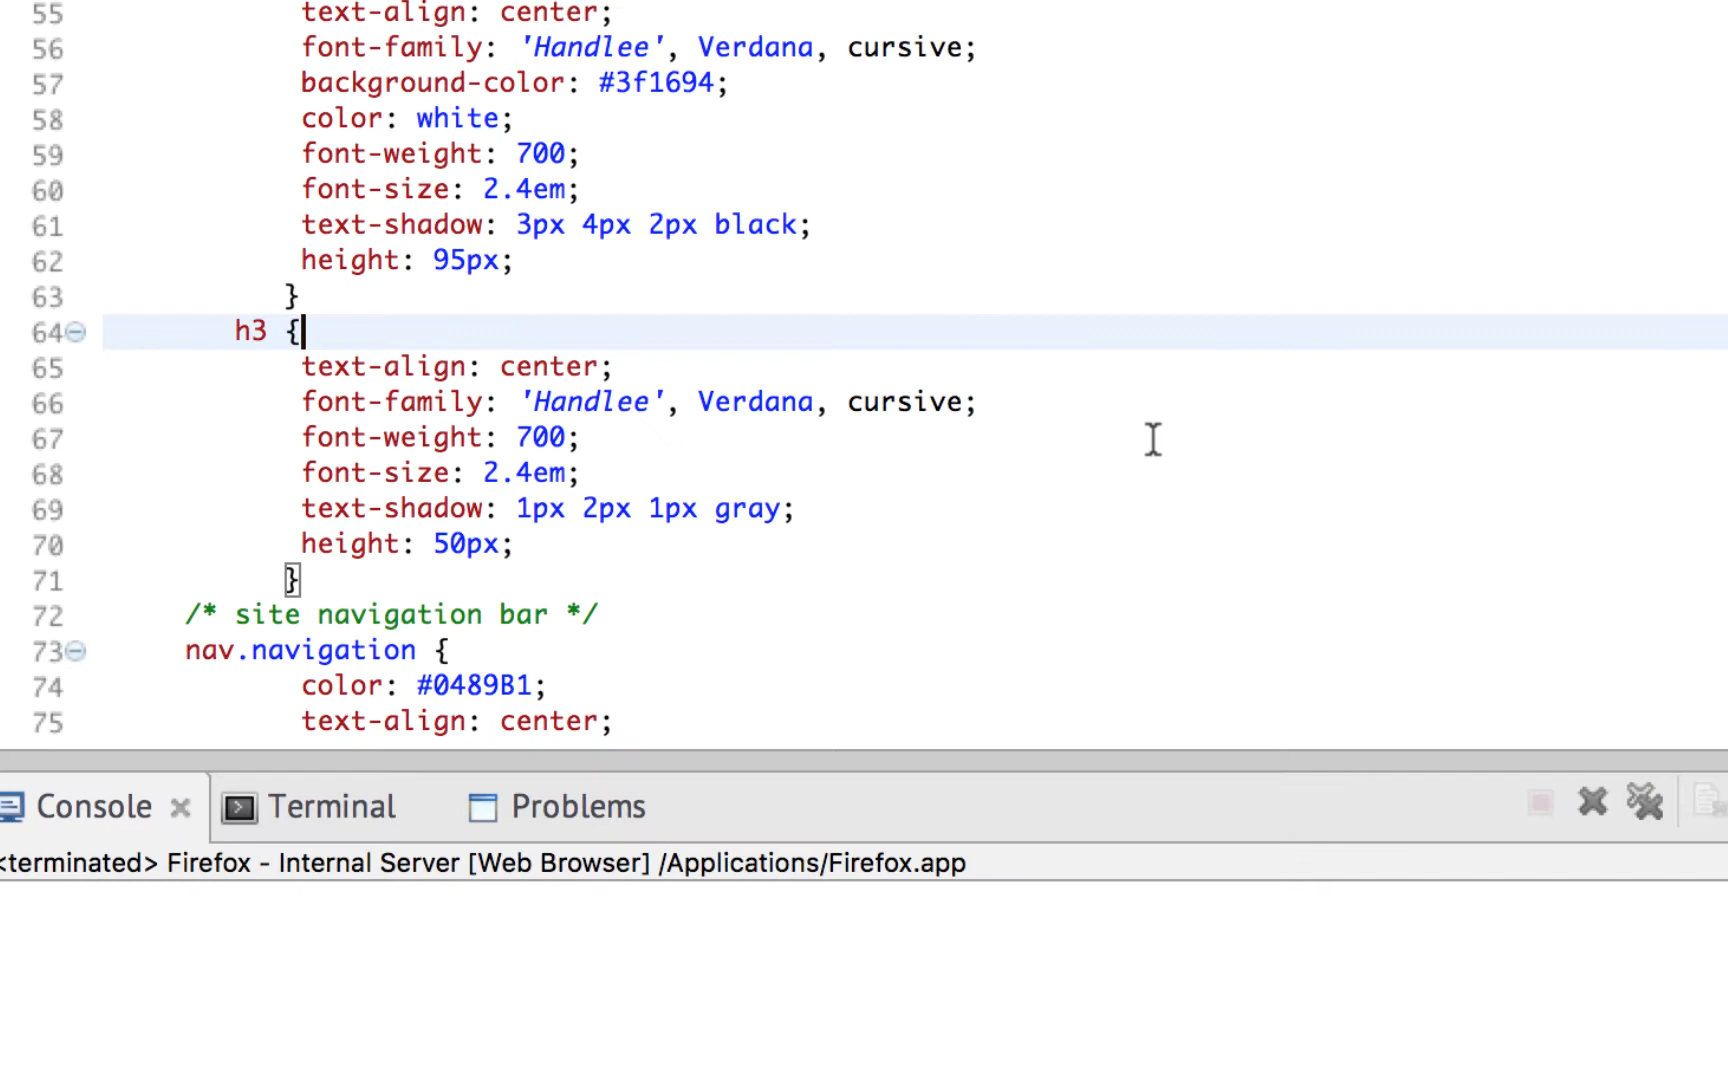 55 text-align: center;
56 font-family: 'Handlee', Verdana, cursive;
57 background-color: #3f1694;
58 color: white;
59 font-weight: 700;
60 font-size: 2.4em;
61 text-shadow: 3px 4px 2px black;
62 height: 95px;
63 }
64 h3 {
65 text-align: center;
66 font-family: 'Handlee', Verdana, cursive;
67 font-weight: 700;
68 font-size: 2.4em;
69 text-shadow: 1px 2px 1px gray;
70 height: 50px;
71 }
72 /* site navigation bar */
73 nav.navigation {
74 color: #0489B1;
75 text-align: center;
Console Terminal Problems
<terminated> Firefox - Internal Server [Web Browser] /Applications/Firefox.app